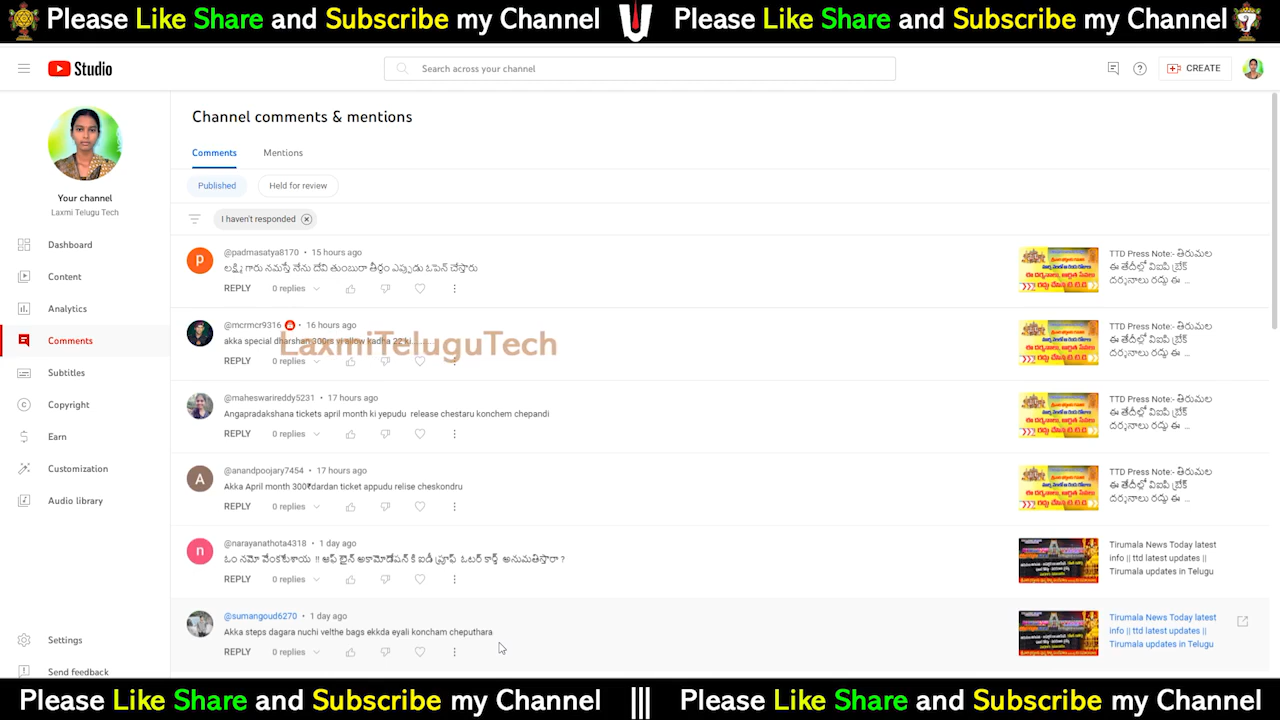 Please Like Share and Subscribe my Channel
Please Like Share and Subscribe my Channel
Studio
Search across your channel
CREATE
Your channel
Laxmi Telugu Tech
Dashboard
Content
Analytics
Comments
Subtitles
Copyright
Earn
Customization
Audio library
Settings
Send feedback
Channel comments & mentions
Comments
Mentions
Published
Held for review
I haven't responded
@padmasatya8170 • 15 hours ago
లక్ష్మి గారు నమస్తే నేను దేవి తుంబురా తీర్థం ఎప్పుడు ఓపెన్ చేస్తారు
REPLY 0 replies
TTD Press Note:- తిరుమల
ఈ తేదీల్లో విఐపి బ్రేక్
దర్శనాలు రద్దు ఈ ...
@mcrmcr9316 • 16 hours ago
akka special dharshan 300rs vi allow kadha 22 ki.......
LaxmiTeluguTech
REPLY 0 replies
TTD Press Note:- తిరుమల
ఈ తేదీల్లో విఐపి బ్రేక్
దర్శనాలు రద్దు ఈ ...
@maheswarireddy5231 • 17 hours ago
Angapradakshana tickets april month ki yepudu release chestaru konchem chepandi
REPLY 0 replies
TTD Press Note:- తిరుమల
ఈ తేదీల్లో విఐపి బ్రేక్
దర్శనాలు రద్దు ఈ ...
@anandpoojary7454 • 17 hours ago
Akka April month 300₹dardan ticket appudu relise cheskondru
REPLY 0 replies
TTD Press Note:- తిరుమల
ఈ తేదీల్లో విఐపి బ్రేక్
దర్శనాలు రద్దు ఈ ...
@narayanathota4318 • 1 day ago
ఓం నమో వేంకటేశాయ !! ఆఫ్ లైన్ అకామోడేషన్ కి ఐడీ ప్రూఫ్ ఓటర్ కార్డ్ అనుమతిస్తారా ?
REPLY 0 replies
Tirumala News Today latest
info || ttd latest updates ||
Tirumala updates in Telugu
@sumangoud6270 • 1 day ago
Akka steps dagara nuchi velthe bags ekkda eyali koncham cheputhara
REPLY 0 replies
Tirumala News Today latest
info || ttd latest updates ||
Tirumala updates in Telugu
Please Like Share and Subscribe my Channel
|||
Please Like Share and Subscribe my Channel